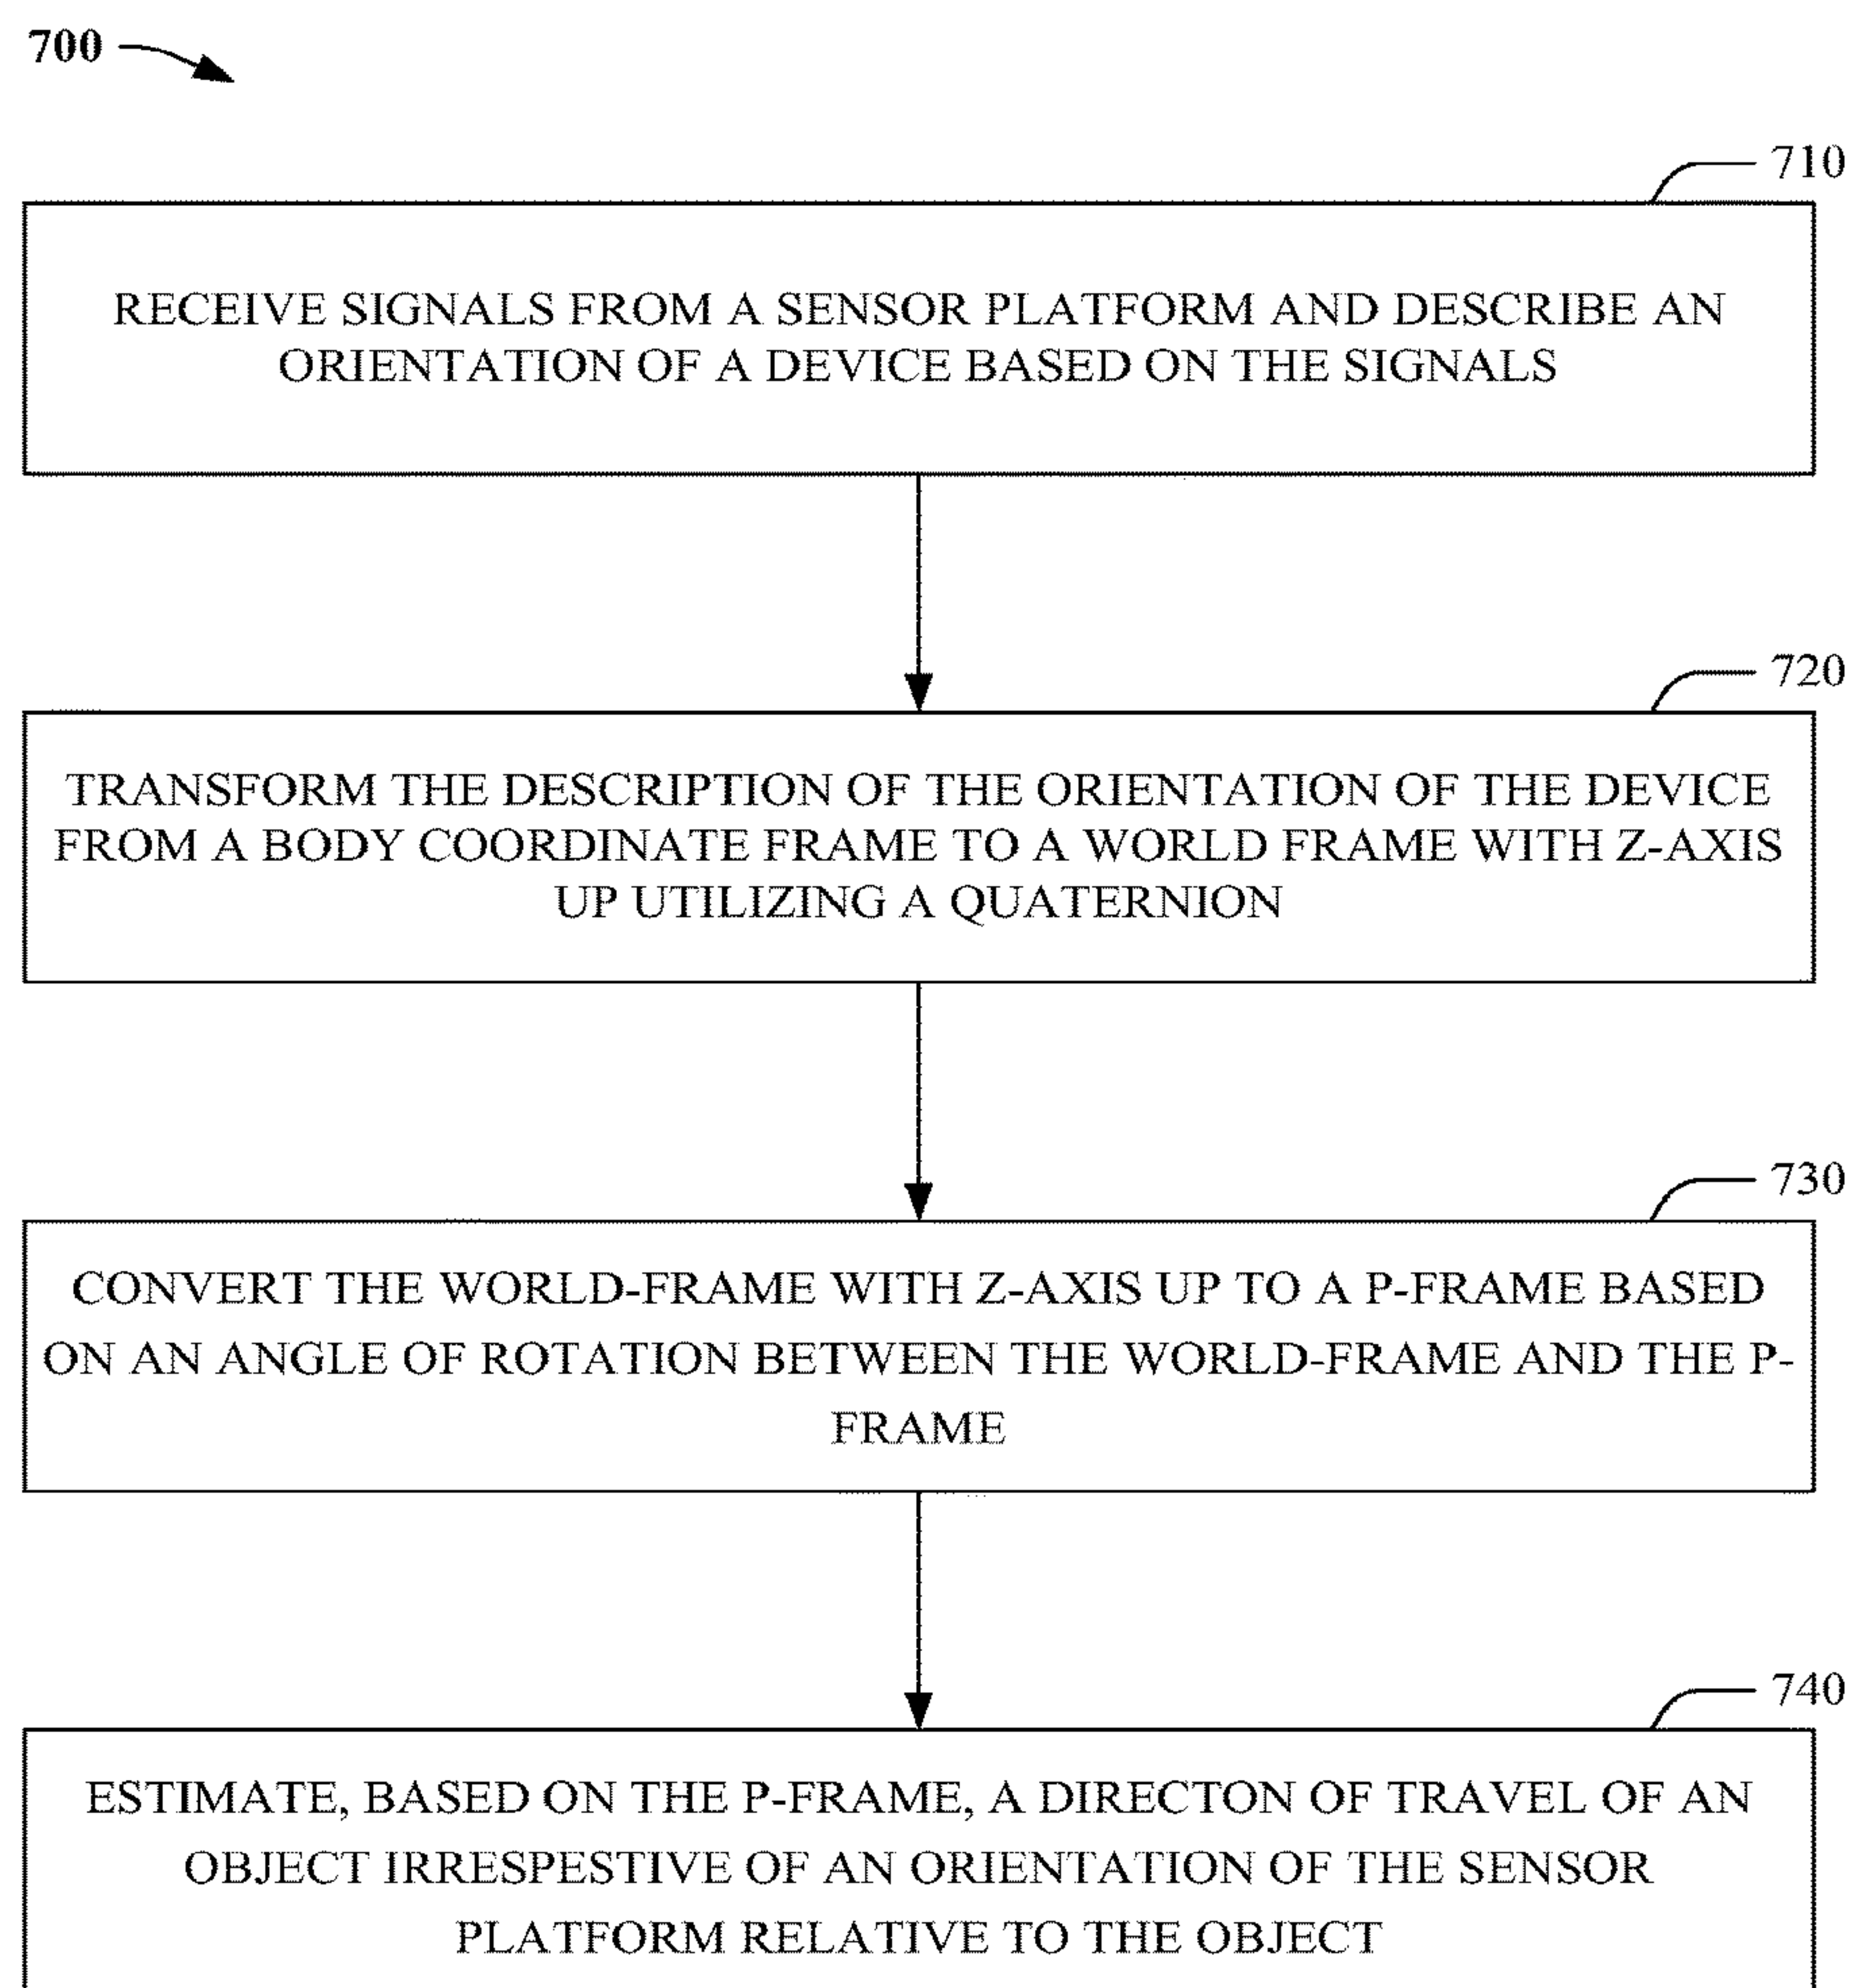 700
710
RECEIVE SIGNALS FROM A SENSOR PLATFORM AND DESCRIBE AN
ORIENTATION OF A DEVICE BASED ON THE SIGNALS
720
TRANSFORM THE DESCRIPTION OF THE ORIENTATION OF THE DEVICE
FROM A BODY COORDINATE FRAME TO A WORLD FRAME WITH Z-AXIS
UP UTILIZING A QUATERNION
730
CONVERT THE WORLD-FRAME WITH Z-AXIS UP TO A P-FRAME BASED
ON AN ANGLE OF ROTATION BETWEEN THE WORLD-FRAME AND THE P-
FRAME
740
ESTIMATE, BASED ON THE P-FRAME, A DIRECTON OF TRAVEL OF AN
OBJECT IRRESPESTIVE OF AN ORIENTATION OF THE SENSOR
PLATFORM RELATIVE TO THE OBJECT